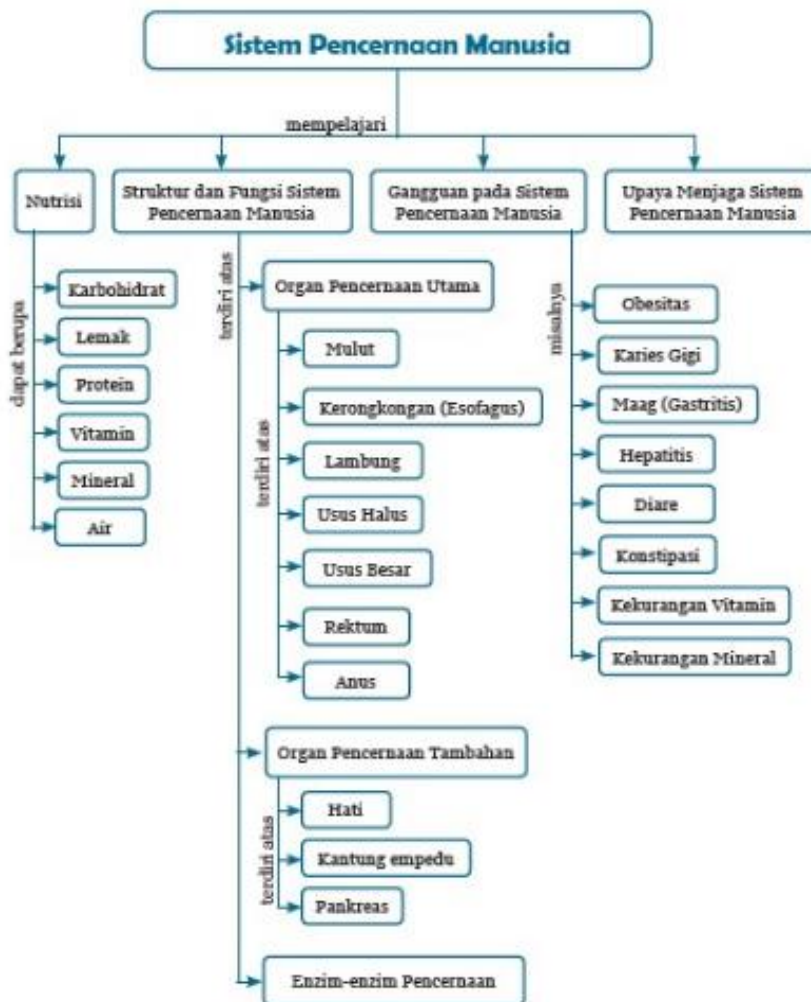 Sistem Pencernaan Manusia
mempelajari
Nutrisi
Struktur dan Fungsi Sistem
Pencernaan Manusia
Gangguan pada Sistem
Pencernaan Manusia
Upaya Menjaga Sistem
Pencernaan Manusia
dapat berupa
Karbohidrat
Lemak
Protein
Vitamin
Mineral
Air
terdiri atas
Organ Pencernaan Utama
terdiri atas
Mulut
Kerongkongan (Esofagus)
Lambung
Usus Halus
Usus Besar
Rektum
Anus
Organ Pencernaan Tambahan
terdiri atas
Hati
Kantung empedu
Pankreas
Enzim-enzim Pencernaan
misalnya
Obesitas
Karies Gigi
Maag (Gastritis)
Hepatitis
Diare
Konstipasi
Kekurangan Vitamin
Kekurangan Mineral